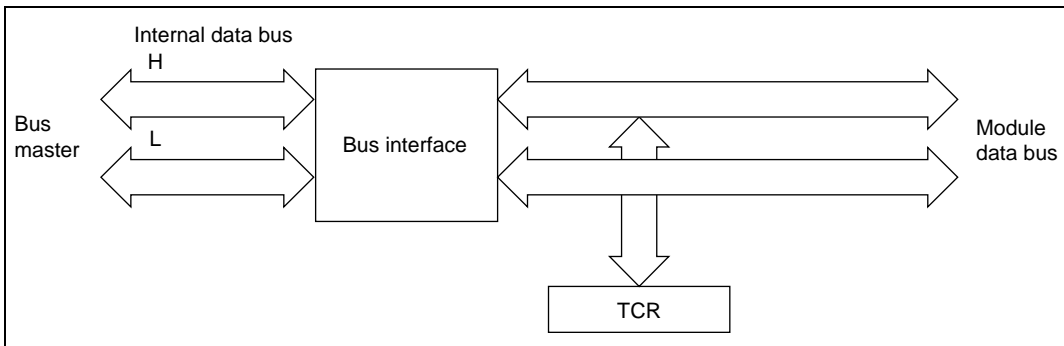 Internal data bus
H
Bus
master
L
Bus interface
Module
data bus
TCR